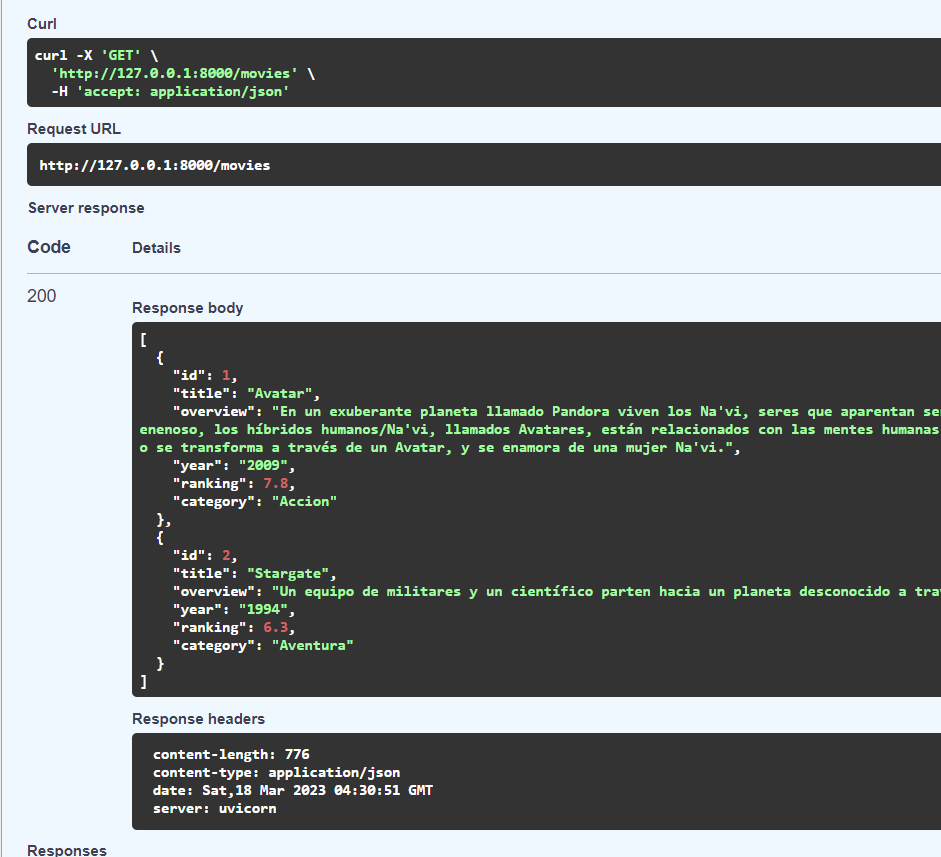 Curl
curl -X 'GET' \
'http://127.0.0.1:8000/movies' \
-H 'accept: application/json'
Request URL
http://127.0.0.1:8000/movies
Server response
Code Details
200
Response body
[
{
"id": 1,
"title": "Avatar",
"overview": "En un exuberante planeta llamado Pandora viven los Na'vi, seres que aparentan
enenoso, los híbridos humanos/Na'vi, llamados Avatares, están relacionados con las mentes humanas
o se transforma a través de un Avatar, y se enamora de una mujer Na'vi.",
"year": "2009",
"ranking": 7.8,
"category": "Accion"
},
{
"id": 2,
"title": "Stargate",
"overview": "Un equipo de militares y un científico parten hacia un planeta desconocido a
"year": "1994",
"ranking": 6.3,
"category": "Aventura"
}
]
Response headers
content-length: 776
content-type: application/json
date: Sat,18 Mar 2023 04:30:51 GMT
server: uvicorn
Responses